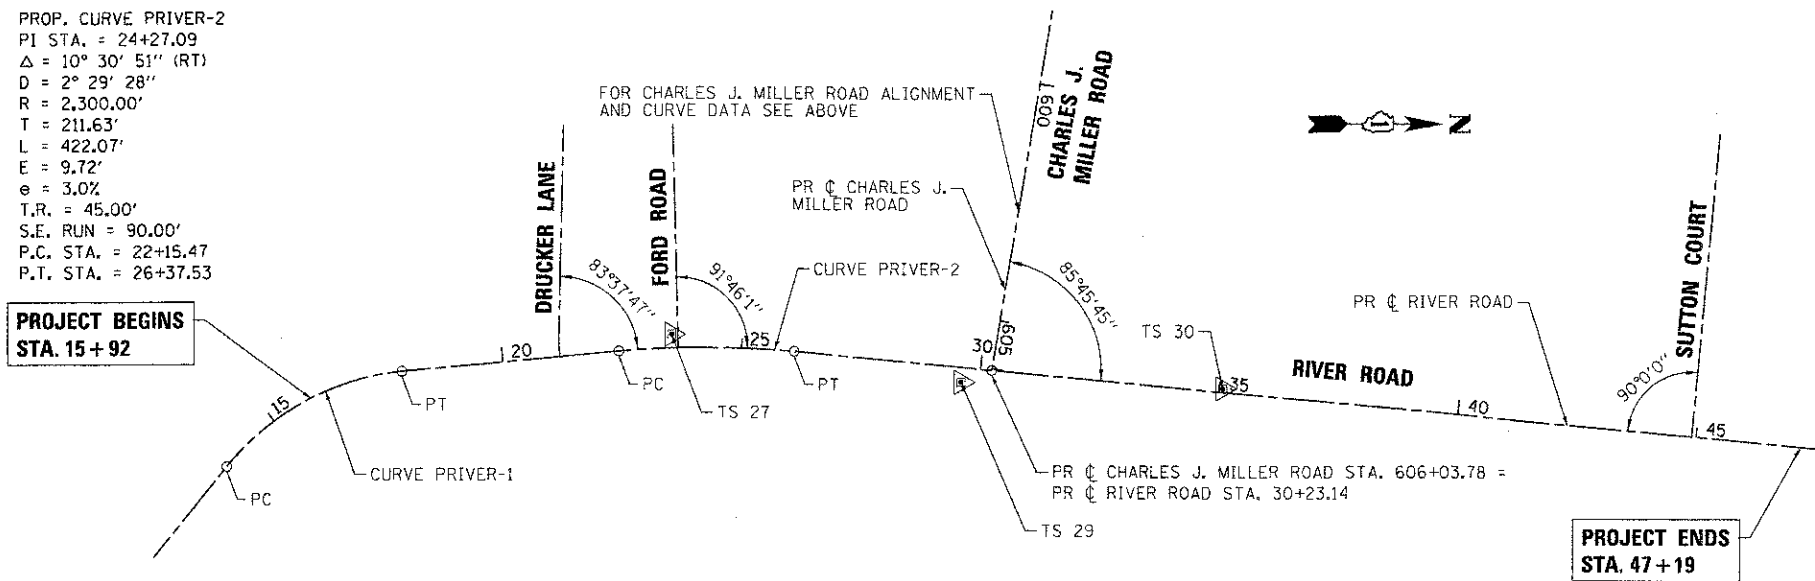 PROP. CURVE PRIVER-2
PI STA. = 24+27.09
Δ = 10° 30' 51'' (RT)
D = 2° 29' 28''
R = 2,300.00'
T = 211.63'
L = 422.07'
E = 9.72'
e = 3.0%
T.R. = 45.00'
S.E. RUN = 90.00'
P.C. STA. = 22+15.47
P.T. STA. = 26+37.53
PROJECT BEGINS
STA. 15+92
FOR CHARLES J. MILLER ROAD ALIGNMENT
AND CURVE DATA SEE ABOVE
600
CHARLES J.
MILLER ROAD
N
PR ℄ CHARLES J.
MILLER ROAD
DRUCKER LANE
FORD ROAD
83°37'47''
91°46'1''
CURVE PRIVER-2
85°45'45''
TS 30
PR ℄ RIVER ROAD
SUTTON COURT
90°0'0''
15
20
25
30
605
35
RIVER ROAD
40
45
PT
PC
TS 27
PT
CURVE PRIVER-1
PC
PR ℄ CHARLES J. MILLER ROAD STA. 606+03.78 =
PR ℄ RIVER ROAD STA. 30+23.14
TS 29
PROJECT ENDS
STA. 47+19